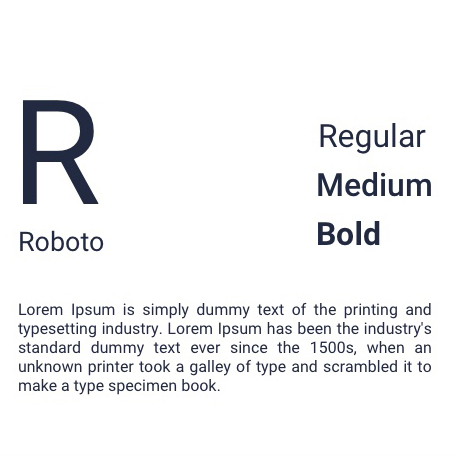 R
Roboto
Regular
Medium
Bold
Lorem Ipsum is simply dummy text of the printing and
typesetting industry. Lorem Ipsum has been the industry's
standard dummy text ever since the 1500s, when an
unknown printer took a galley of type and scrambled it to
make a type specimen book.